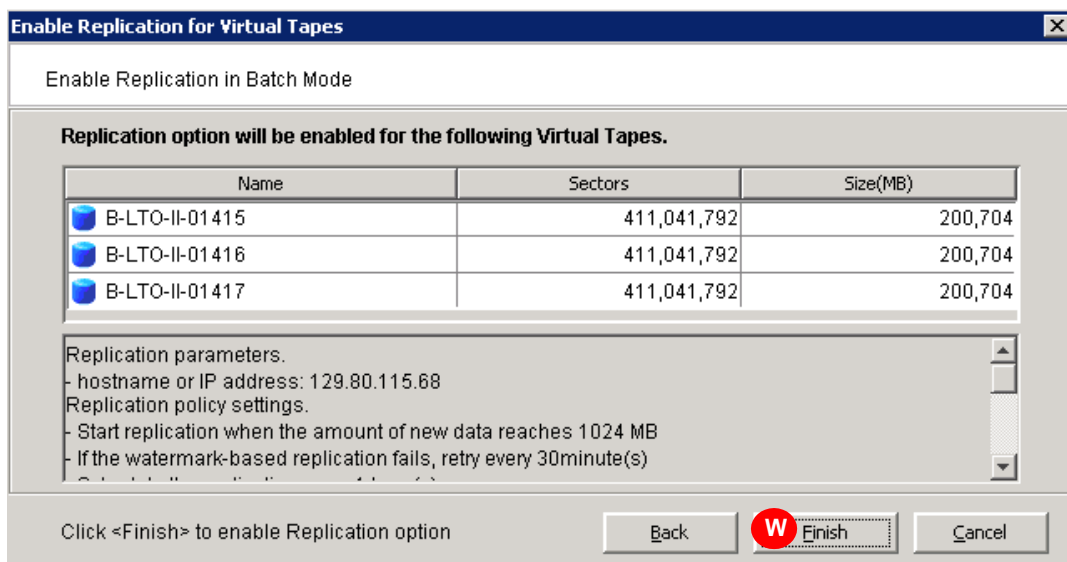 Enable Replication for Virtual Tapes
Enable Replication in Batch Mode
Replication option will be enabled for the following Virtual Tapes.
Name Sectors Size(MB)
B-LTO-II-01415 411,041,792 200,704
B-LTO-II-01416 411,041,792 200,704
B-LTO-II-01417 411,041,792 200,704
Replication parameters.
- hostname or IP address: 129.80.115.68
Replication policy settings.
- Start replication when the amount of new data reaches 1024 MB
- If the watermark-based replication fails, retry every 30minute(s)
Click <Finish> to enable Replication option Back W Finish Cancel